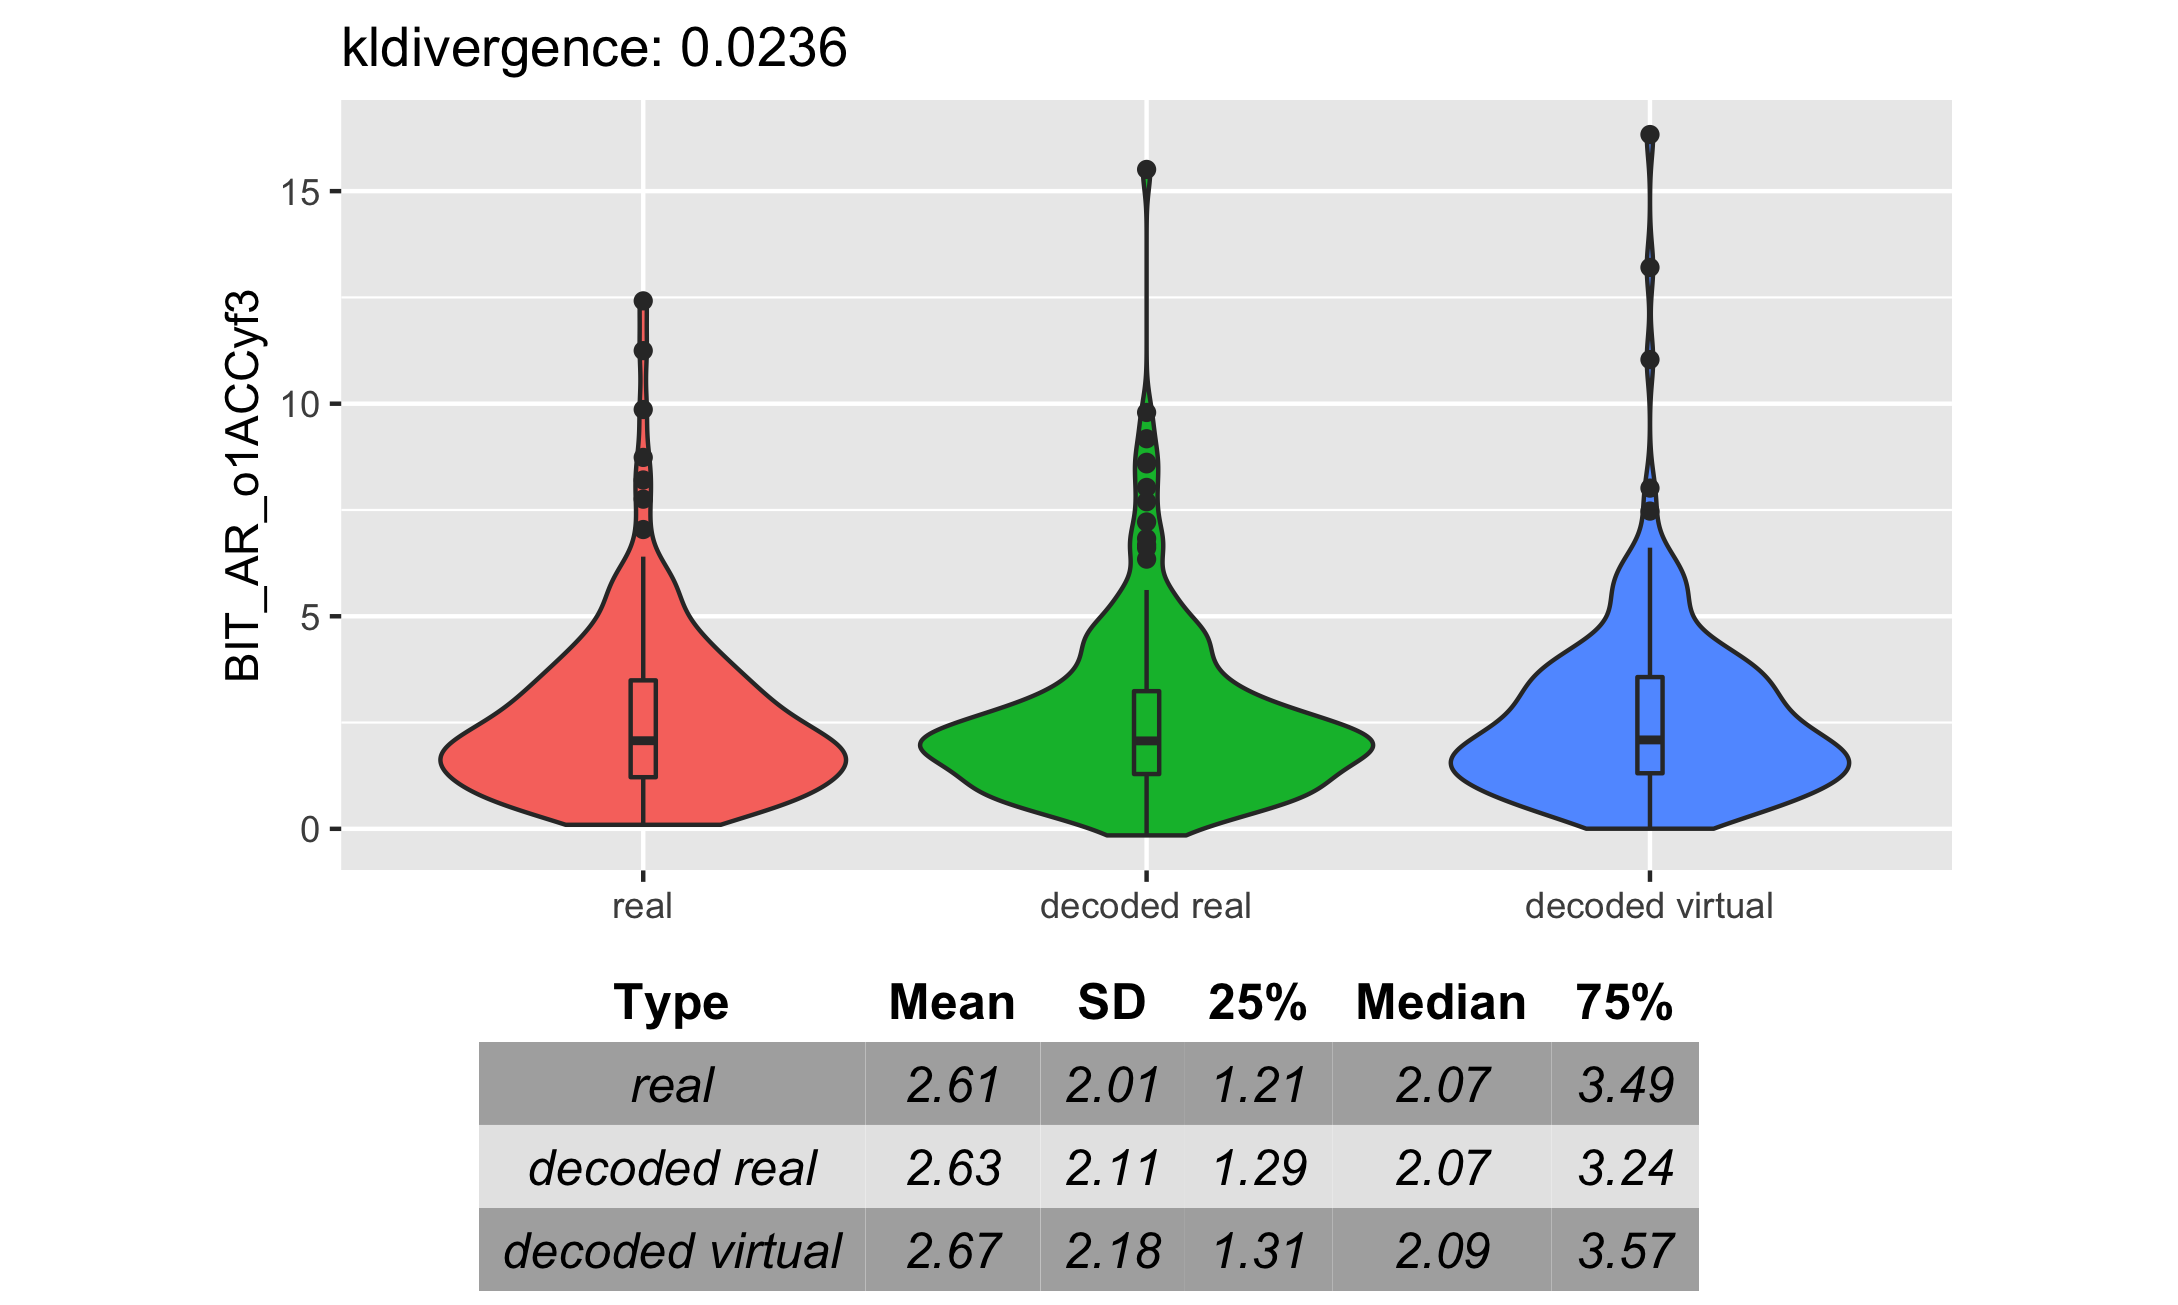 kldivergence: 0.0236
BIT_AR_o1ACCyf3
15
10
5
0
real decoded real decoded virtual
Type Mean SD 25% Median 75%
real 2.61 2.01 1.21 2.07 3.49
decoded real 2.63 2.11 1.29 2.07 3.24
decoded virtual 2.67 2.18 1.31 2.09 3.57